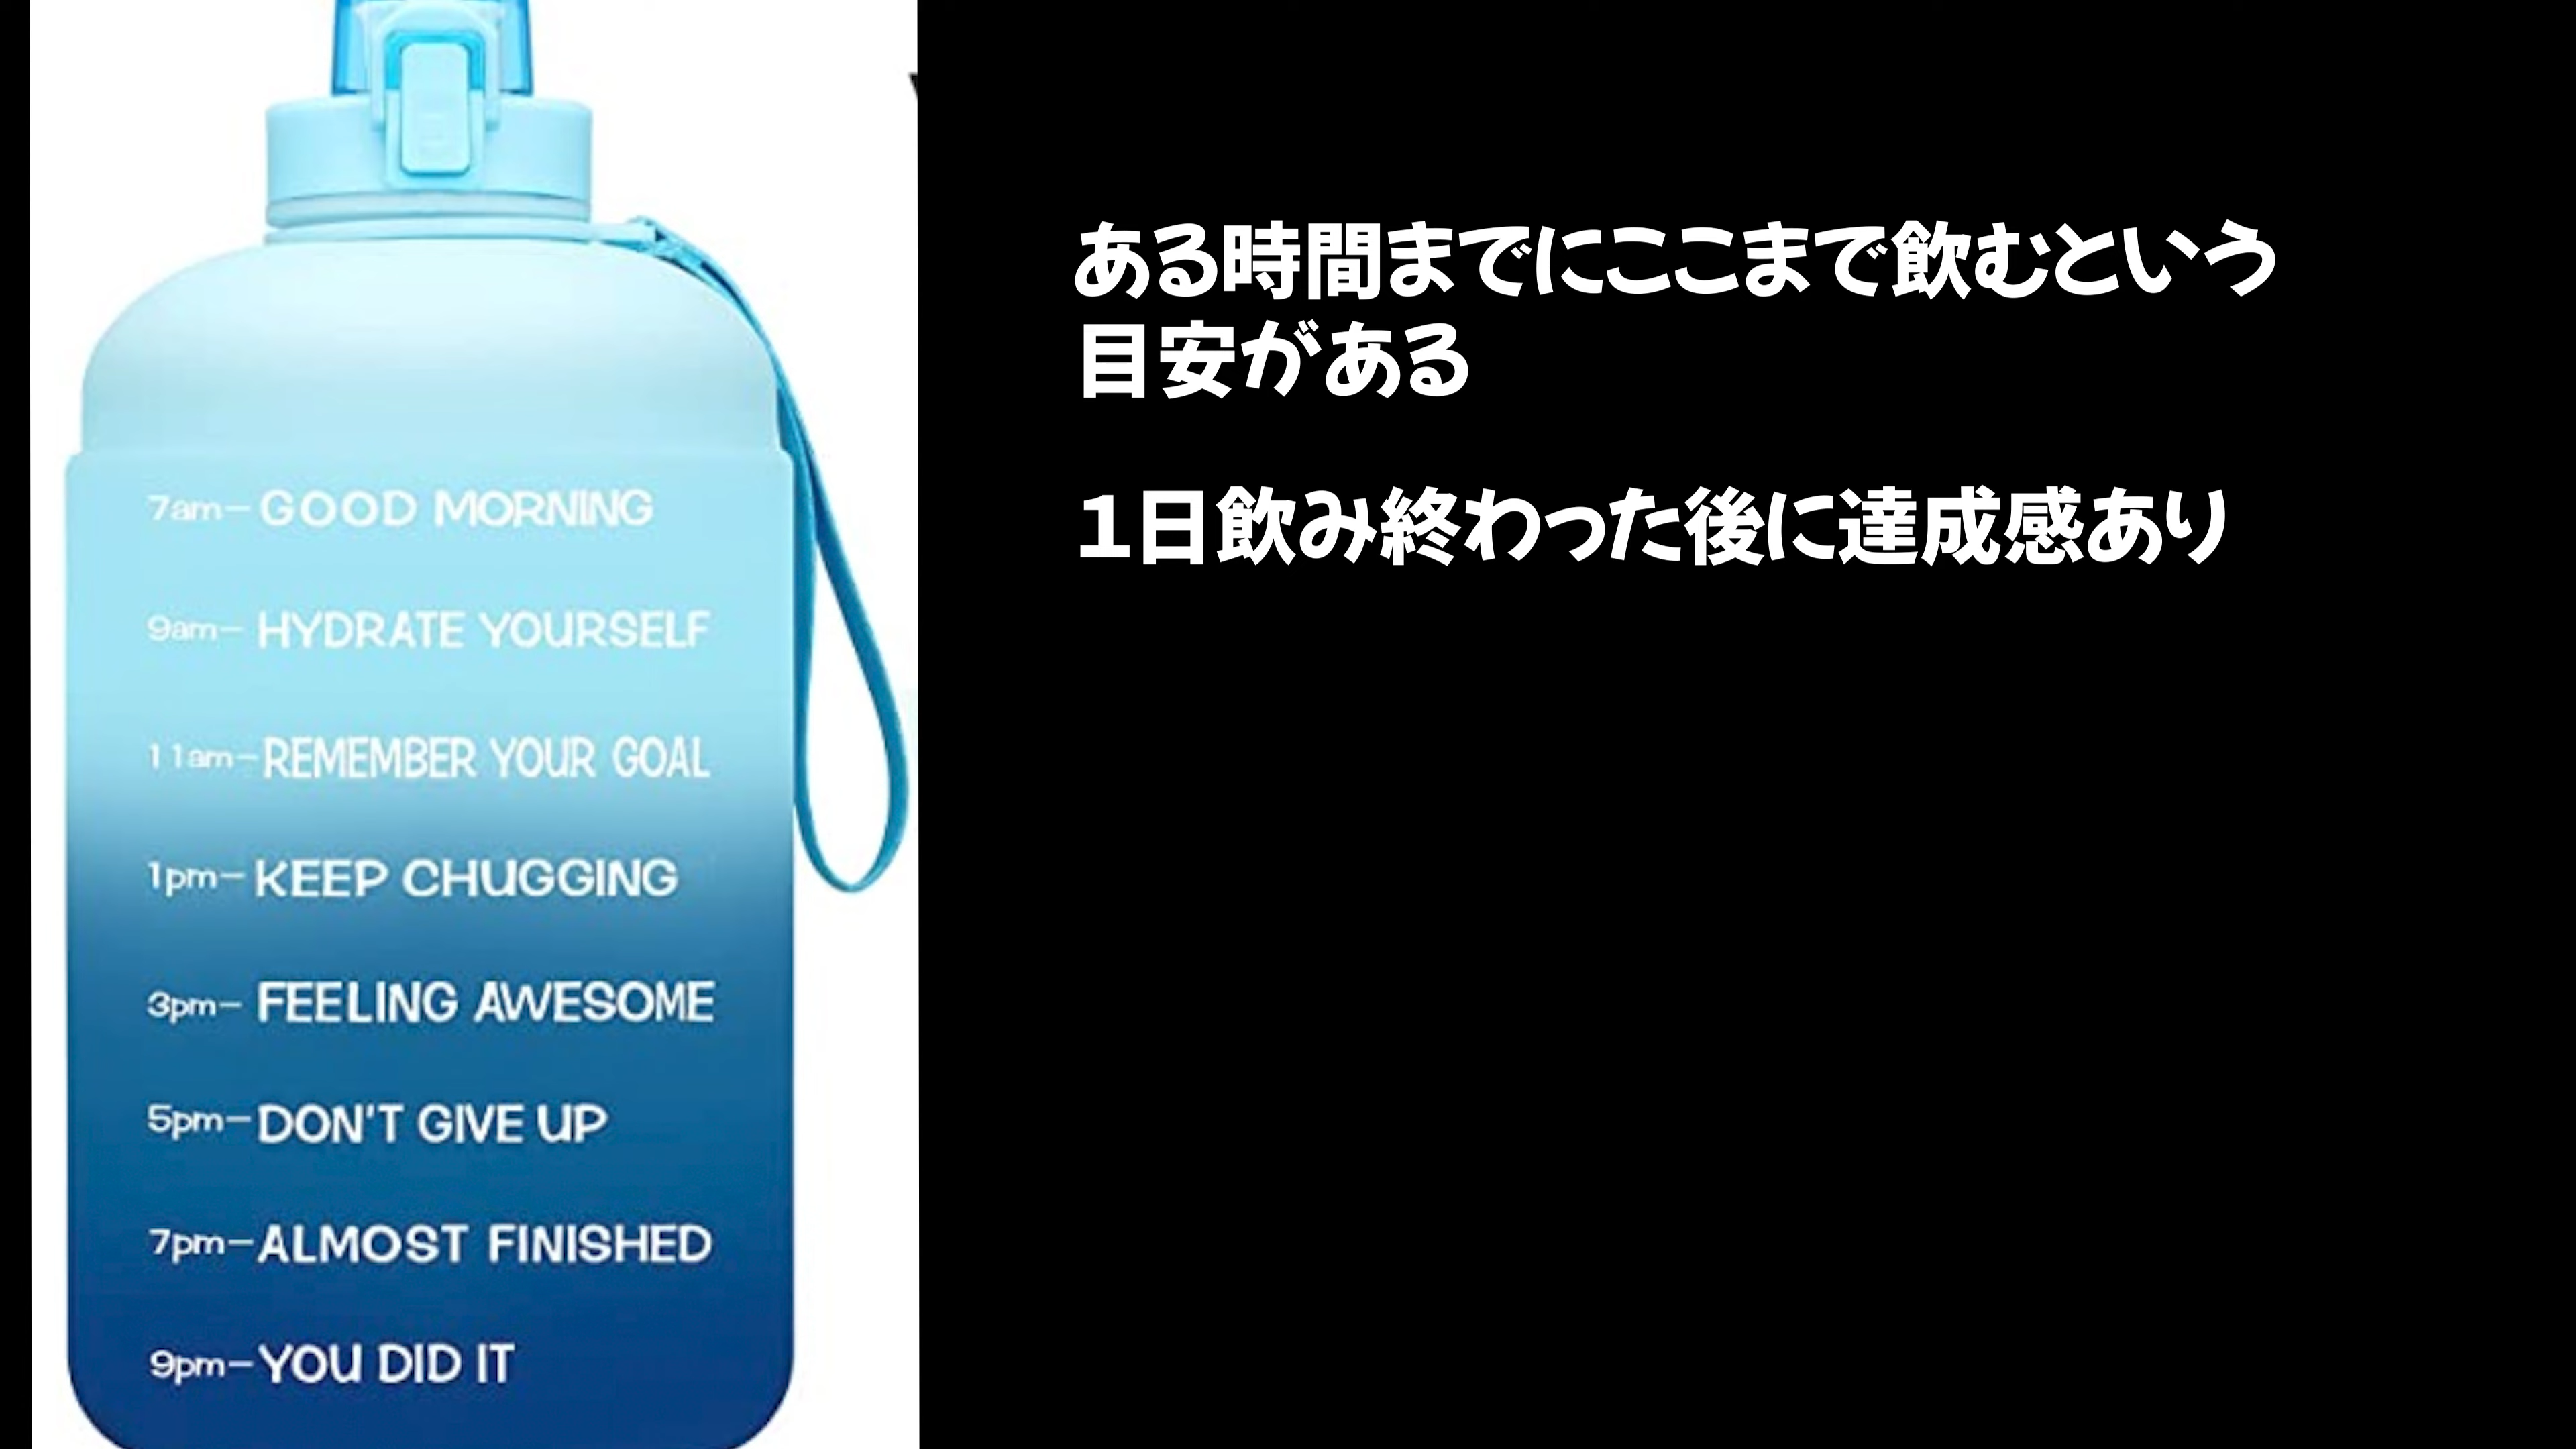 7am－GOOD MORNING
9am－HYDRATE YOURSELF
11am－REMEMBER YOUR GOAL
1pm－KEEP CHUGGING
3pm－FEELING AWESOME
5pm－DON'T GIVE UP
7pm－ALMOST FINISHED
9pm－YOU DID IT
ある時間までにここまで飲むという
目安がある
１日飲み終わった後に達成感あり